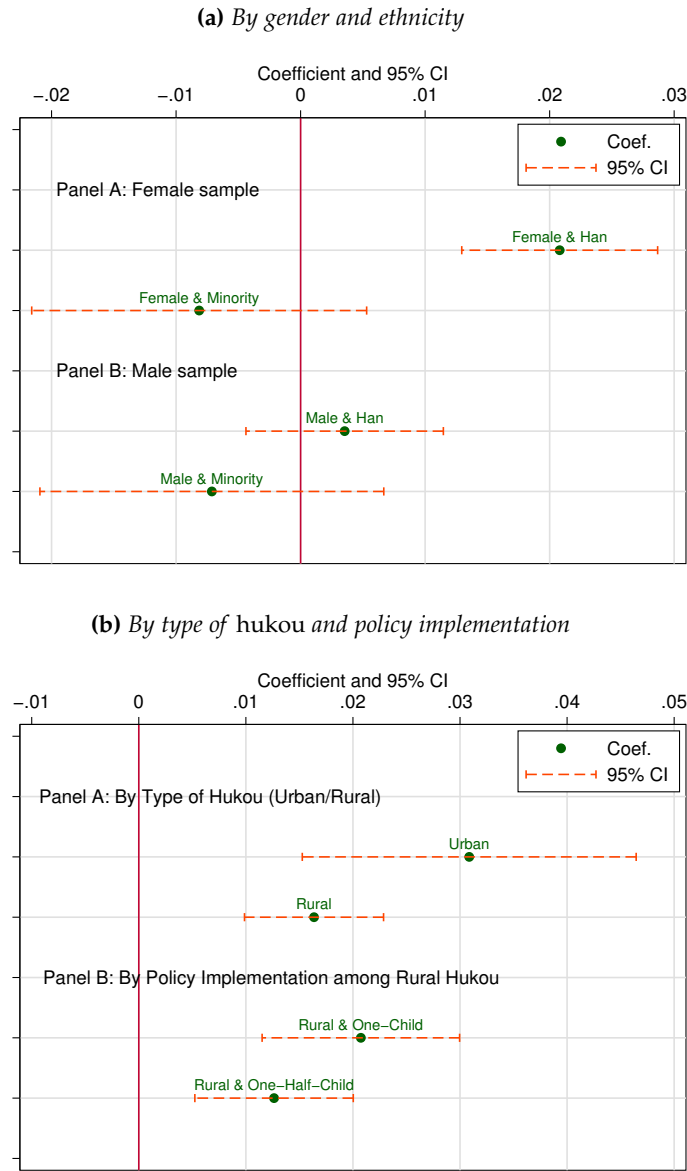 (a) By gender and ethnicity
Coefficient and 95% CI
−.02 −.01 0 .01 .02 .03
Coef.
95% CI
Panel A: Female sample
Female & Han
Female & Minority
Panel B: Male sample
Male & Han
Male & Minority
(b) By type of hukou and policy implementation
Coefficient and 95% CI
−.01 0 .01 .02 .03 .04 .05
Coef.
95% CI
Panel A: By Type of Hukou (Urban/Rural)
Urban
Rural
Panel B: By Policy Implementation among Rural Hukou
Rural & One−Child
Rural & One−Half−Child